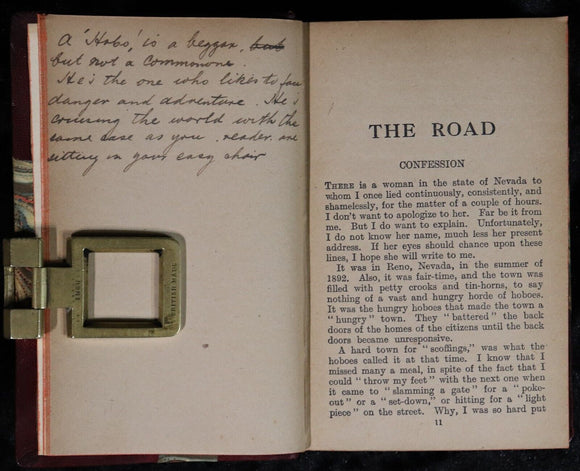 A 'Hobo', is a beggar, but
but not a Commonone.
He's the one who likes to face
danger and adventure. He's
cruising the world with the
same ease as you, reader, are
sitting in your easy chair
BRITISH MADE
THE ROAD
CONFESSION
THERE is a woman in the state of Nevada to
whom I once lied continuously, consistently, and
shamelessly, for the matter of a couple of hours.
I don't want to apologize to her. Far be it from
me. But I do want to explain. Unfortunately,
I do not know her name, much less her present
address. If her eyes should chance upon these
lines, I hope she will write to me.
It was in Reno, Nevada, in the summer of
1892. Also, it was fair-time, and the town was
filled with petty crooks and tin-horns, to say
nothing of a vast and hungry horde of hoboes.
It was the hungry hoboes that made the town a
"hungry" town. They "battered" the back
doors of the homes of the citizens until the back
doors became unresponsive.
A hard town for "scoffings," was what the
hoboes called it at that time. I know that I
missed many a meal, in spite of the fact that I
could "throw my feet" with the next one when
it came to "slamming a gate" for a "poke-
out" or a "set-down," or hitting for a "light
piece" on the street. Why, I was so hard put
11